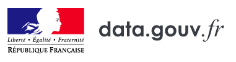 Liberté • Égalité • Fraternité
RÉPUBLIQUE FRANÇAISE
data.gouv.fr